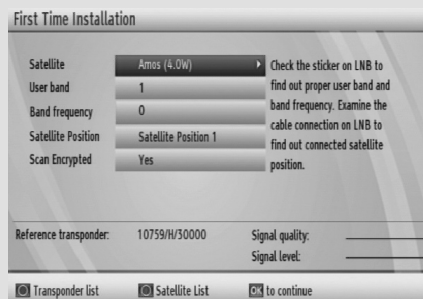 First Time Installation
Satellite Amos (4.0W)
User band 1
Band frequency 0
Satellite Position Satellite Position 1
Scan Encrypted Yes
Check the sticker on LNB to
find out proper user band and
band frequency. Examine the
cable connection on LNB to
find out connected satellite
position.
Reference transponder: 10759/H/30000
Signal quality:
Signal level:
Transponder list Satellite List OK to continue